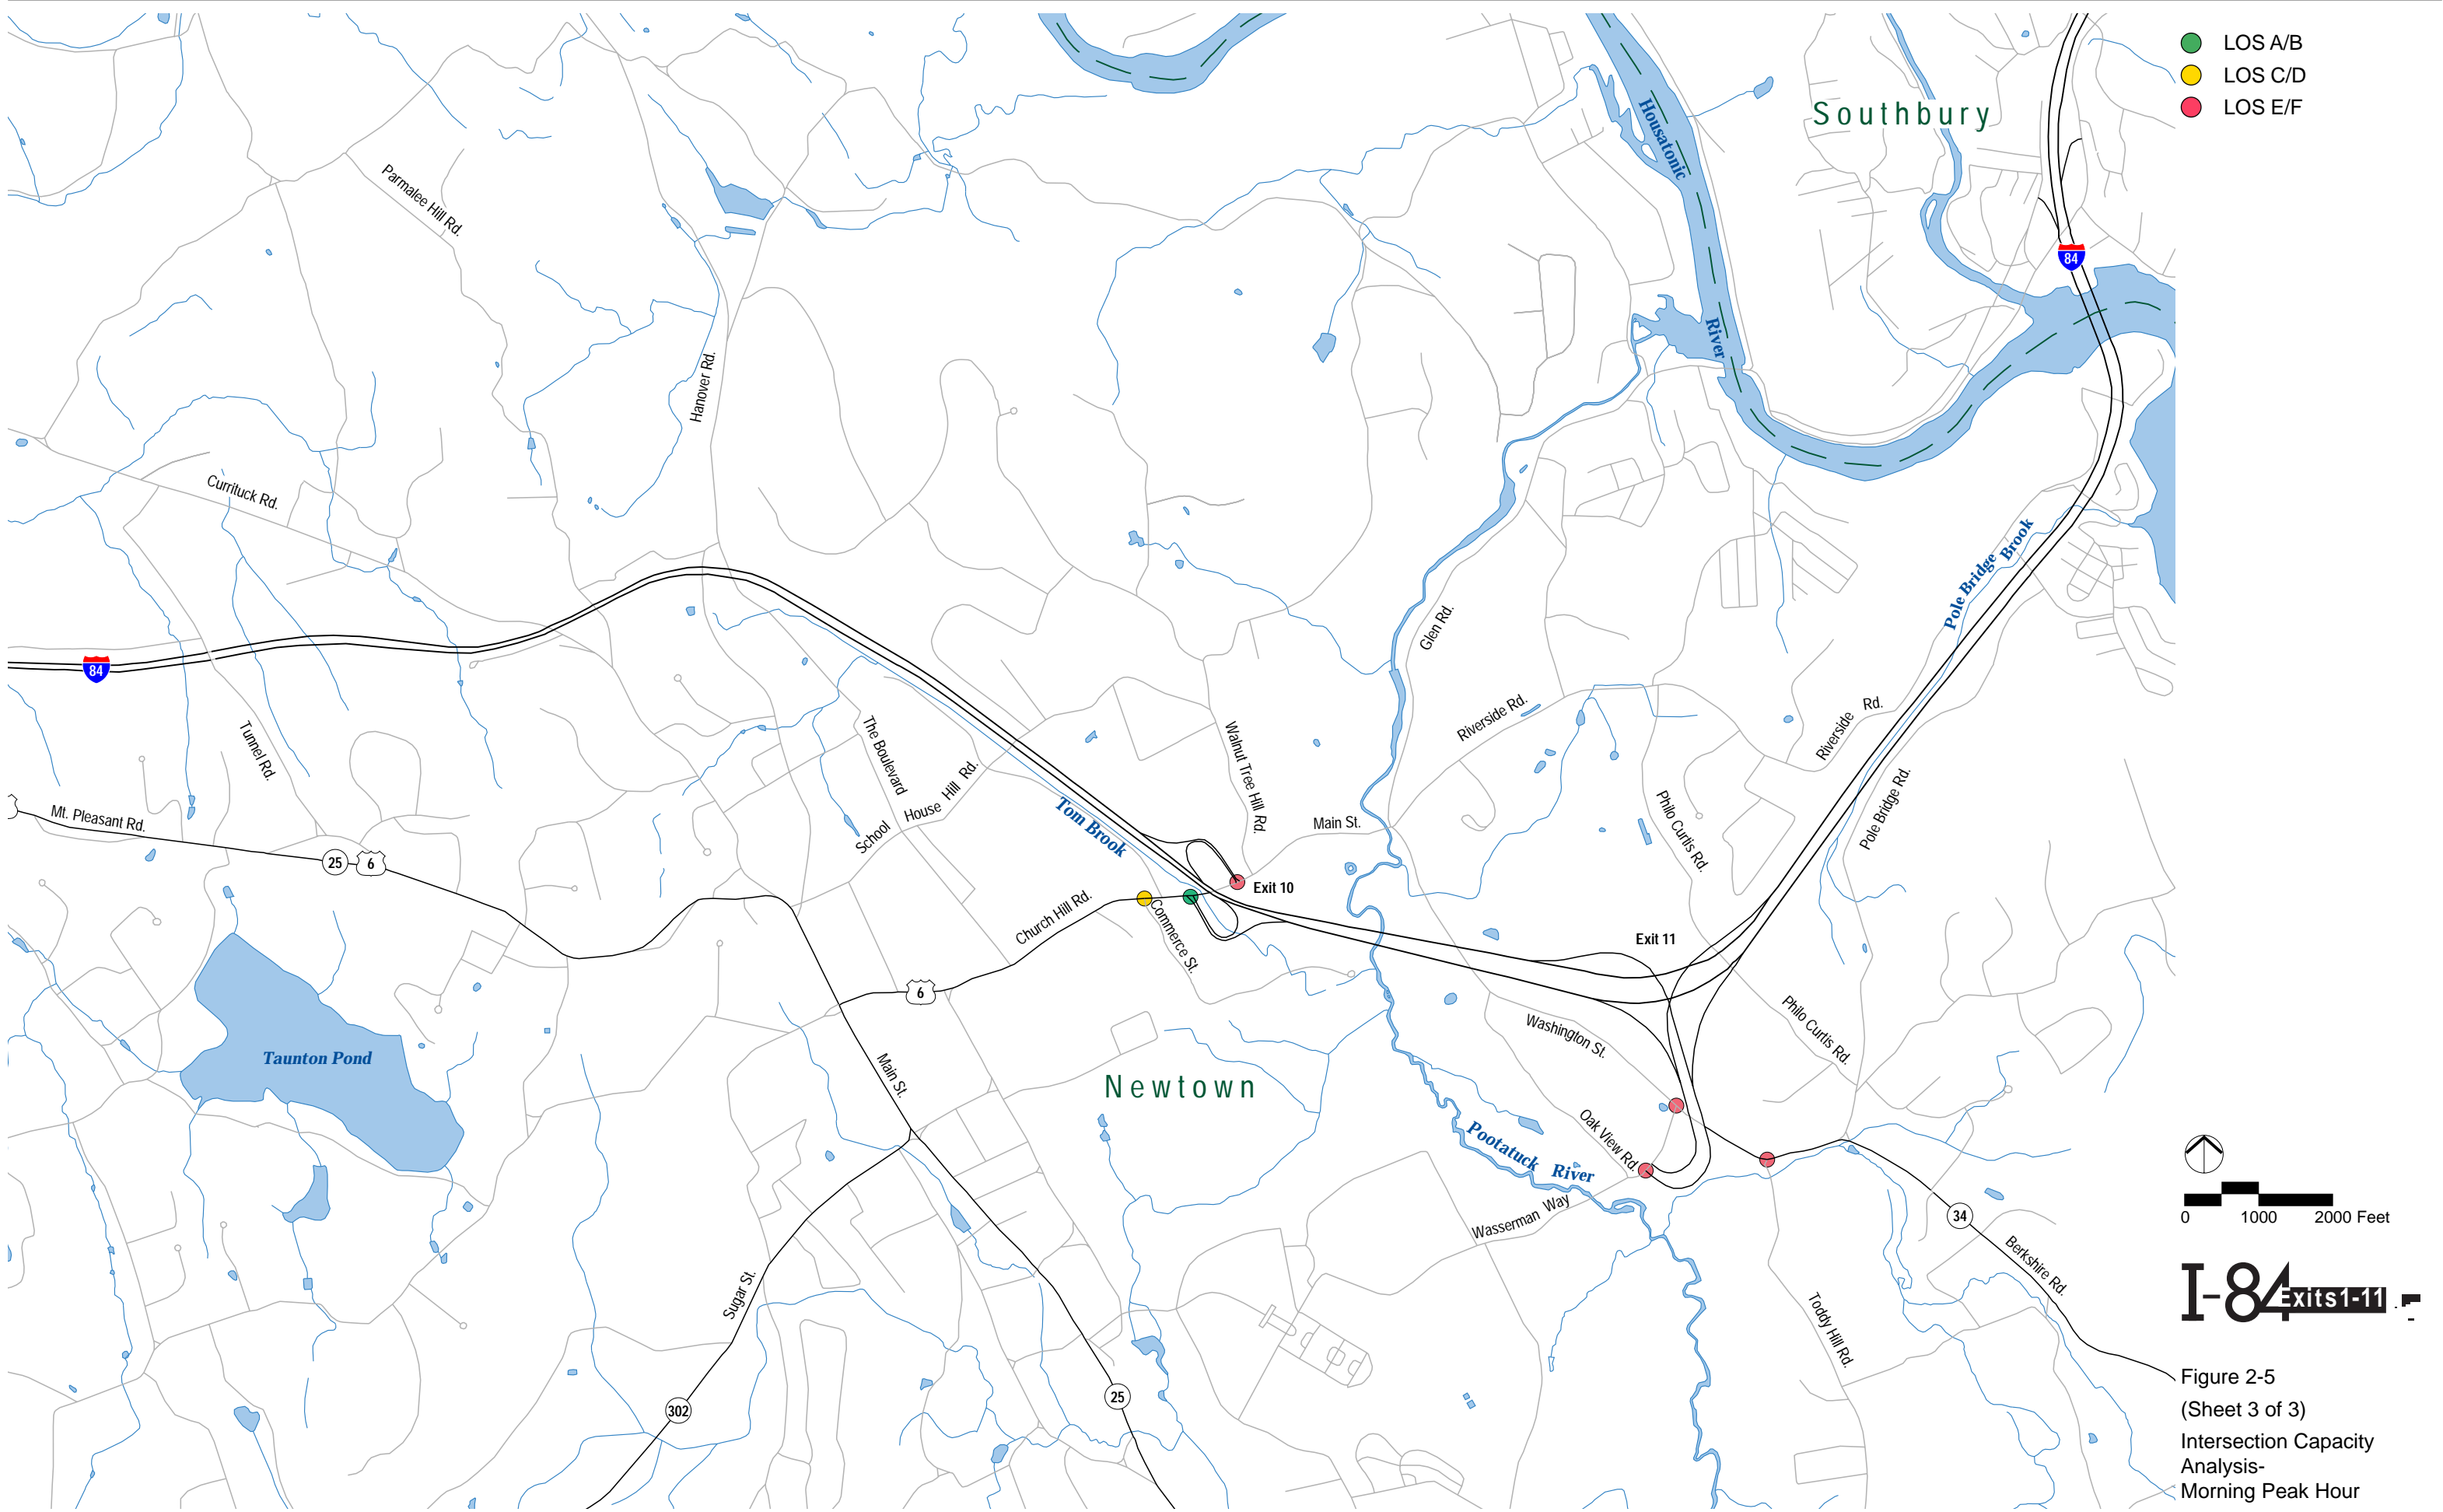 LOS A/B
LOS C/D
LOS E/F
Southbury
Housatonic
River
84
Parmalee Hill Rd.
Hanover Rd.
Currituck Rd.
Pole Bridge Brook
Glen Rd.
84
Tunnel Rd.
The Boulevard
School House Hill Rd.
Walnut Tree Hill Rd.
Riverside Rd.
Riverside Rd.
Mt. Pleasant Rd.
25
6
Tom Brook
Main St.
Philo Curtis Rd.
Pole Bridge Rd.
Exit 10
Church Hill Rd.
Commerce St.
Exit 11
6
Washington St.
Philo Curtis Rd.
Taunton Pond
Main St.
Newtown
Oak View Rd.
Pootatuck River
Wasserman Way
34
Berkshire Rd.
Sugar St.
Toddy Hill Rd.
302
25
0 1000 2000 Feet
I-84 Exits1-11
Figure 2-5
(Sheet 3 of 3)
Intersection Capacity
Analysis-
Morning Peak Hour